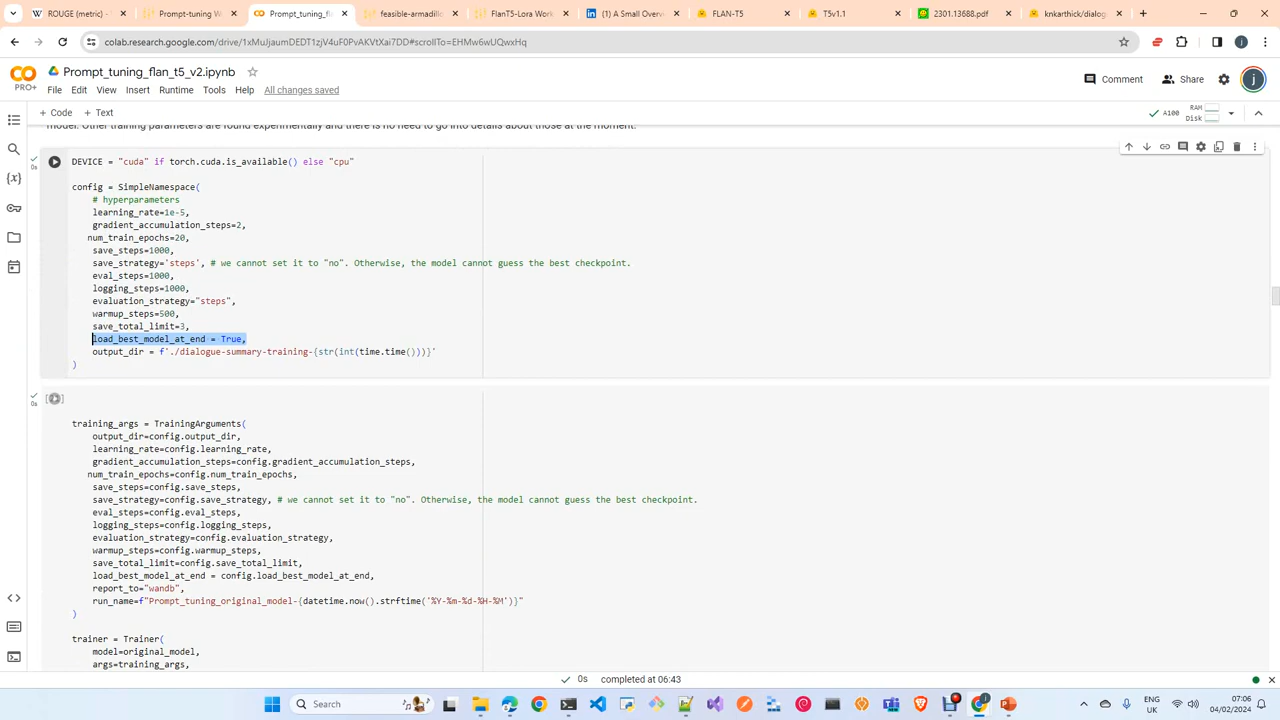 ROUGE (metric) -
Prompt-tuning W
Prompt_tuning_fl
feasible-armadillo
FlanT5-Lora Work
A Small Overv
FLAN-T5
T5v1.1
2301.13688.pdf
knkarthick/dialo
colab.research.google.com/drive/1xMuJjaumDEDT1zjV4uF0PvAKVtXai7DD#scrollTo=EHMw6wUQwxHq
CO
PRO+
Prompt_tuning_flan_t5_v2.ipynb
Comment
Share
j
File Edit View Insert Runtime Tools Help All changes saved
+ Code + Text
A100
RAM
Disk
model. Other training parameters are found experimentally and there is no need to go into details about those at the moment.
0s
DEVICE = "cuda" if torch.cuda.is_available() else "cpu"
config = SimpleNamespace(
# hyperparameters
learning_rate=1e-5,
gradient_accumulation_steps=2,
num_train_epochs=20,
save_steps=1000,
save_strategy='steps', # we cannot set it to "no". Otherwise, the model cannot guess the best checkpoint.
eval_steps=1000,
logging_steps=1000,
evaluation_strategy="steps",
warmup_steps=500,
save_total_limit=3,
load_best_model_at_end = True,
output_dir = f'./dialogue-summary-training-{str(int(time.time()))}'
)
0s
training_args = TrainingArguments(
output_dir=config.output_dir,
learning_rate=config.learning_rate,
gradient_accumulation_steps=config.gradient_accumulation_steps,
num_train_epochs=config.num_train_epochs,
save_steps=config.save_steps,
save_strategy=config.save_strategy, # we cannot set it to "no". Otherwise, the model cannot guess the best checkpoint.
eval_steps=config.eval_steps,
logging_steps=config.logging_steps,
evaluation_strategy=config.evaluation_strategy,
warmup_steps=config.warmup_steps,
save_total_limit=config.save_total_limit,
load_best_model_at_end = config.load_best_model_at_end,
report_to="wandb",
run_name=f"Prompt_tuning_original_model-{datetime.now().strftime('%Y-%m-%d-%H-%M')}"
)
trainer = Trainer(
model=original_model,
args=training_args,
0s completed at 06:43
Search
ENG
UK
07:06
04/02/2024